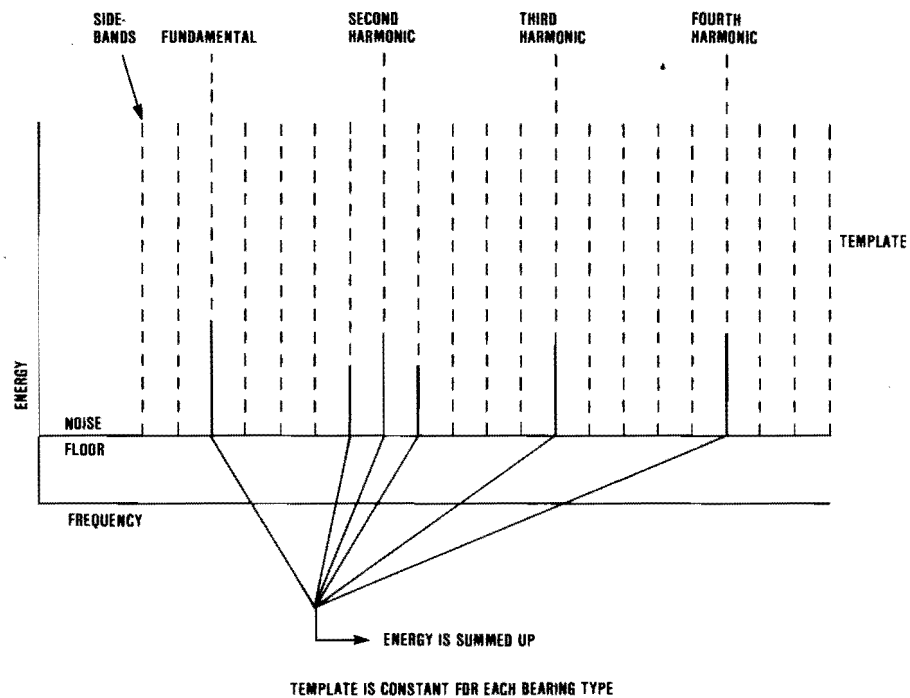 SIDE-
BANDS
FUNDAMENTAL
SECOND
HARMONIC
THIRD
HARMONIC
FOURTH
HARMONIC
TEMPLATE
ENERGY
NOISE
FLOOR
FREQUENCY
ENERGY IS SUMMED UP
TEMPLATE IS CONSTANT FOR EACH BEARING TYPE